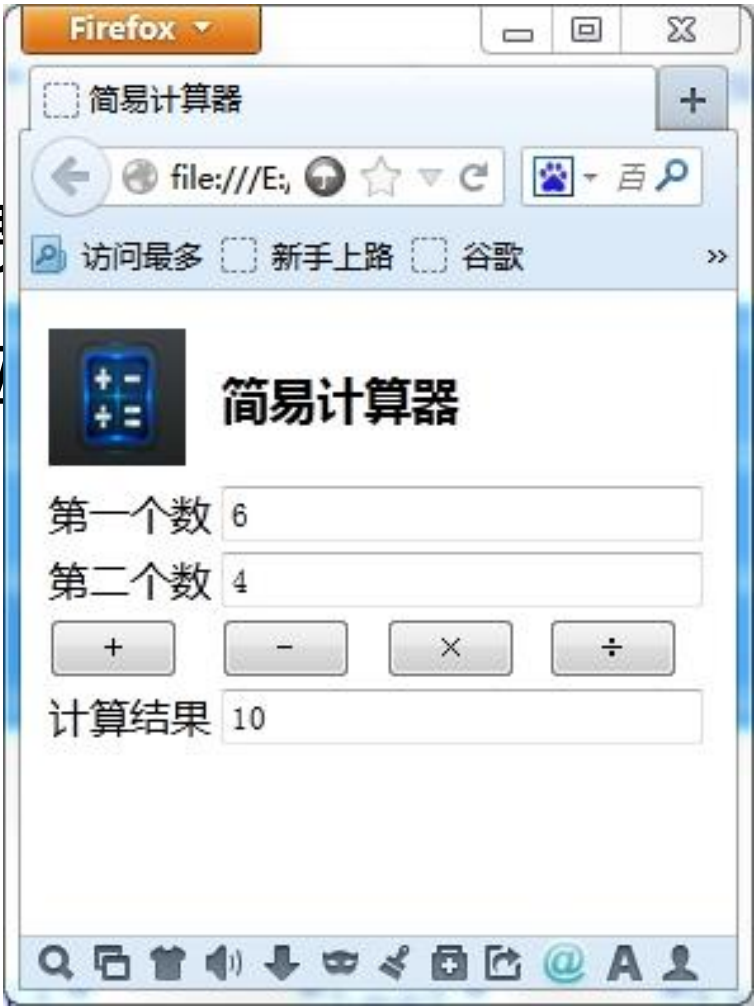 Firefox
简易计算器
file:///E:, 百
访问最多 新手上路 谷歌 »
简易计算器
第一个数 6
第二个数 4
+ - × ÷
计算结果 10